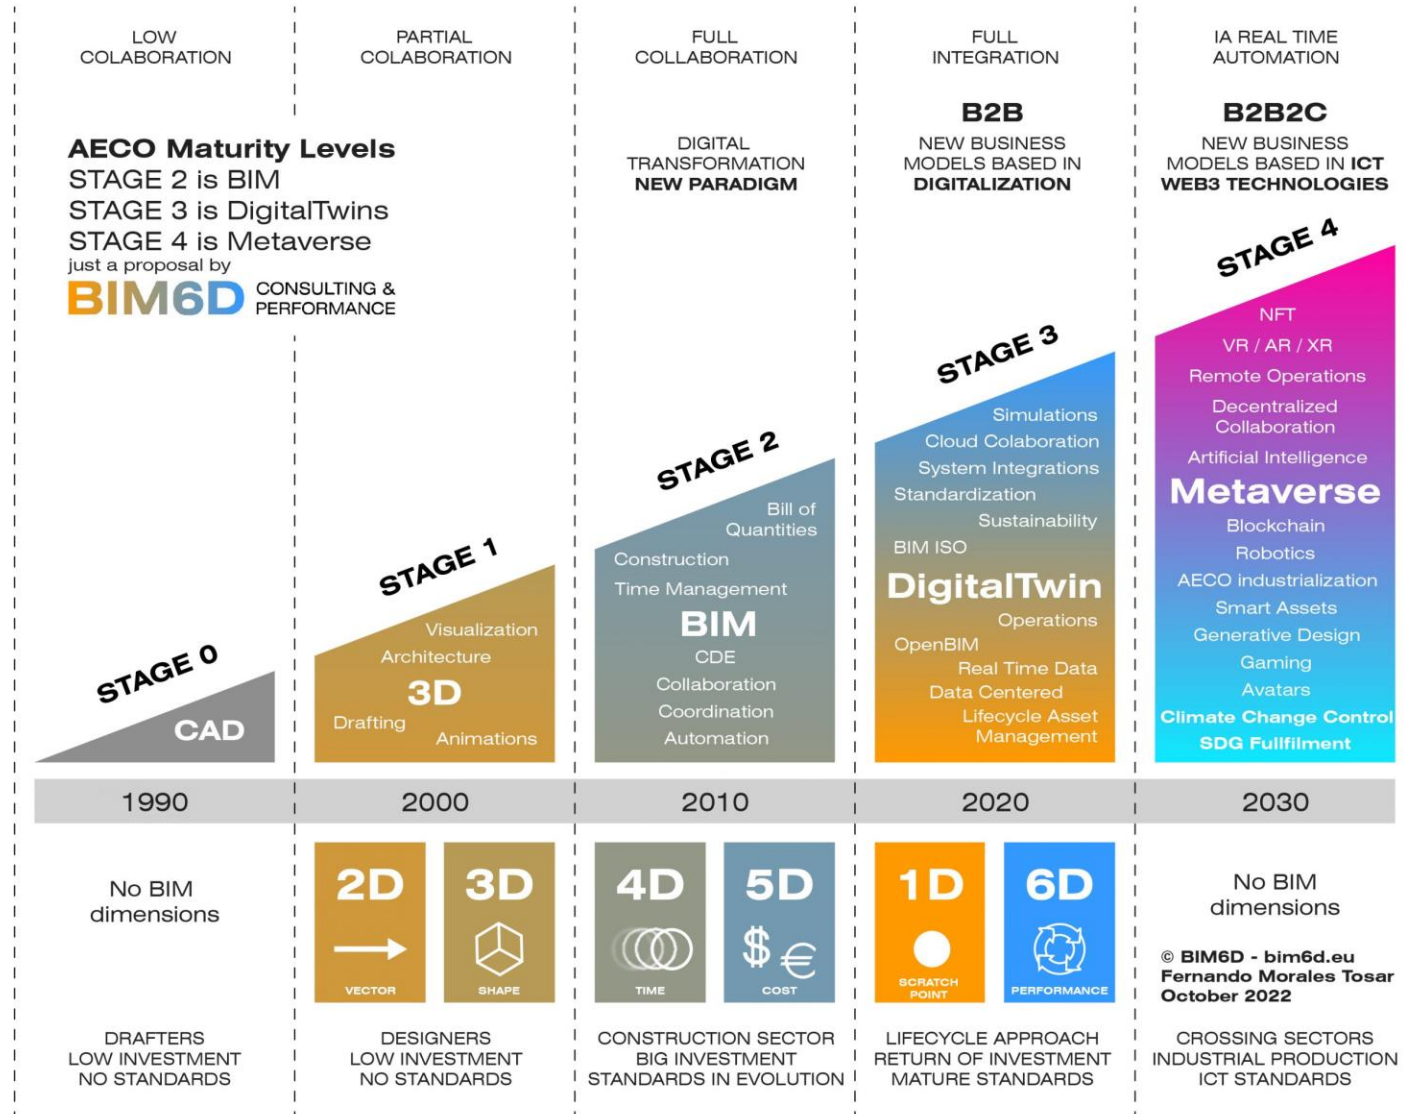 LOW
COLABORATION
PARTIAL
COLABORATION
FULL
COLLABORATION
FULL
INTEGRATION
IA REAL TIME
AUTOMATION
AECO Maturity Levels
STAGE 2 is BIM
STAGE 3 is DigitalTwins
STAGE 4 is Metaverse
just a proposal by
BIM6D CONSULTING &
PERFORMANCE
DIGITAL
TRANSFORMATION
NEW PARADIGM
B2B
NEW BUSINESS
MODELS BASED IN
DIGITALIZATION
B2B2C
NEW BUSINESS
MODELS BASED IN ICT
WEB3 TECHNOLOGIES
STAGE 0
CAD
STAGE 1
Visualization
Architecture
3D
Drafting
Animations
STAGE 2
Bill of
Quantities
Construction
Time Management
BIM
CDE
Collaboration
Coordination
Automation
STAGE 3
Simulations
Cloud Colaboration
System Integrations
Standardization
Sustainability
BIM ISO
DigitalTwin
Operations
OpenBIM
Real Time Data
Data Centered
Lifecycle Asset
Management
STAGE 4
NFT
VR / AR / XR
Remote Operations
Decentralized
Collaboration
Artificial Intelligence
Metaverse
Blockchain
Robotics
AECO industrialization
Smart Assets
Generative Design
Gaming
Avatars
Climate Change Control
SDG Fullfilment
1990
2000
2010
2020
2030
No BIM
dimensions
2D
VECTOR
3D
SHAPE
4D
TIME
5D
$ €
COST
1D
SCRATCH
POINT
6D
PERFORMANCE
No BIM
dimensions
© BIM6D - bim6d.eu
Fernando Morales Tosar
October 2022
DRAFTERS
LOW INVESTMENT
NO STANDARDS
DESIGNERS
LOW INVESTMENT
NO STANDARDS
CONSTRUCTION SECTOR
BIG INVESTMENT
STANDARDS IN EVOLUTION
LIFECYCLE APPROACH
RETURN OF INVESTMENT
MATURE STANDARDS
CROSSING SECTORS
INDUSTRIAL PRODUCTION
ICT STANDARDS